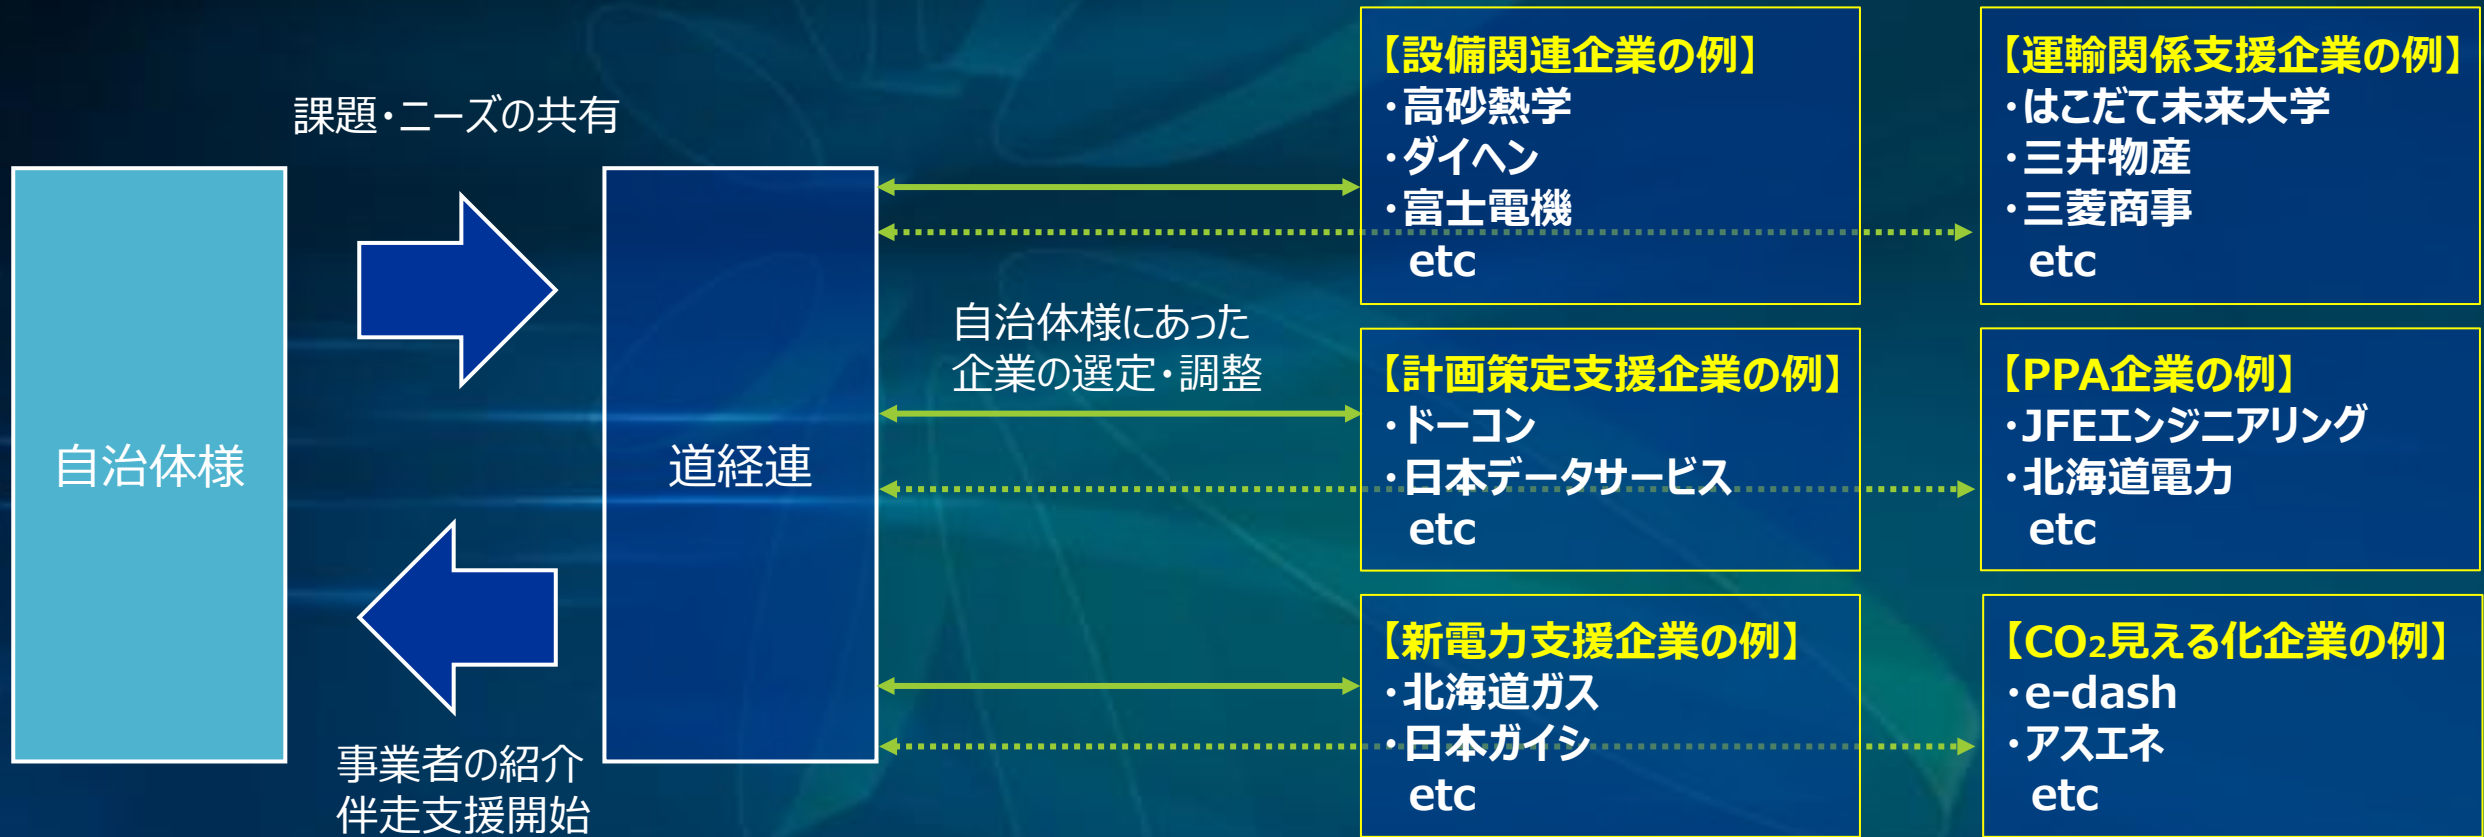 課題・ニーズの共有
自治体様
道経連
事業者の紹介
伴走支援開始
自治体様にあった
企業の選定・調整
【設備関連企業の例】
・高砂熱学
・ダイヘン
・富士電機
etc
【運輸関係支援企業の例】
・はこだて未来大学
・三井物産
・三菱商事
etc
【計画策定支援企業の例】
・ドーコン
・日本データサービス
etc
【PPA企業の例】
・JFEエンジニアリング
・北海道電力
etc
【新電力支援企業の例】
・北海道ガス
・日本ガイシ
etc
【CO₂見える化企業の例】
・e-dash
・アスエネ
etc